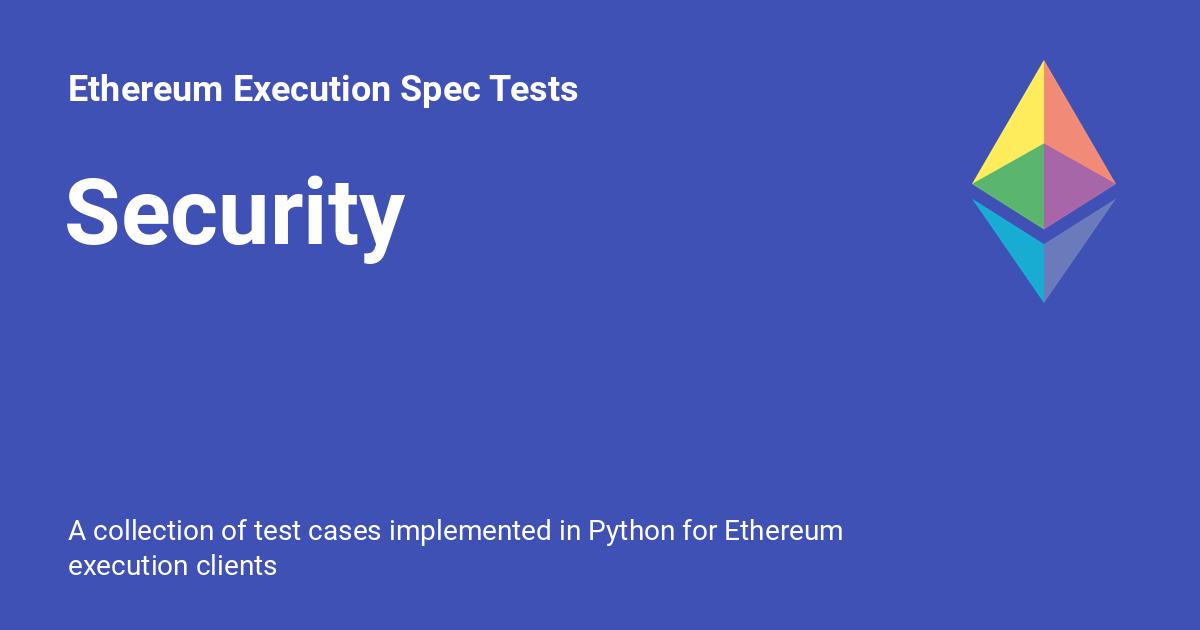 Ethereum Execution Spec Tests
Security
A collection of test cases implemented in Python for Ethereum
execution clients